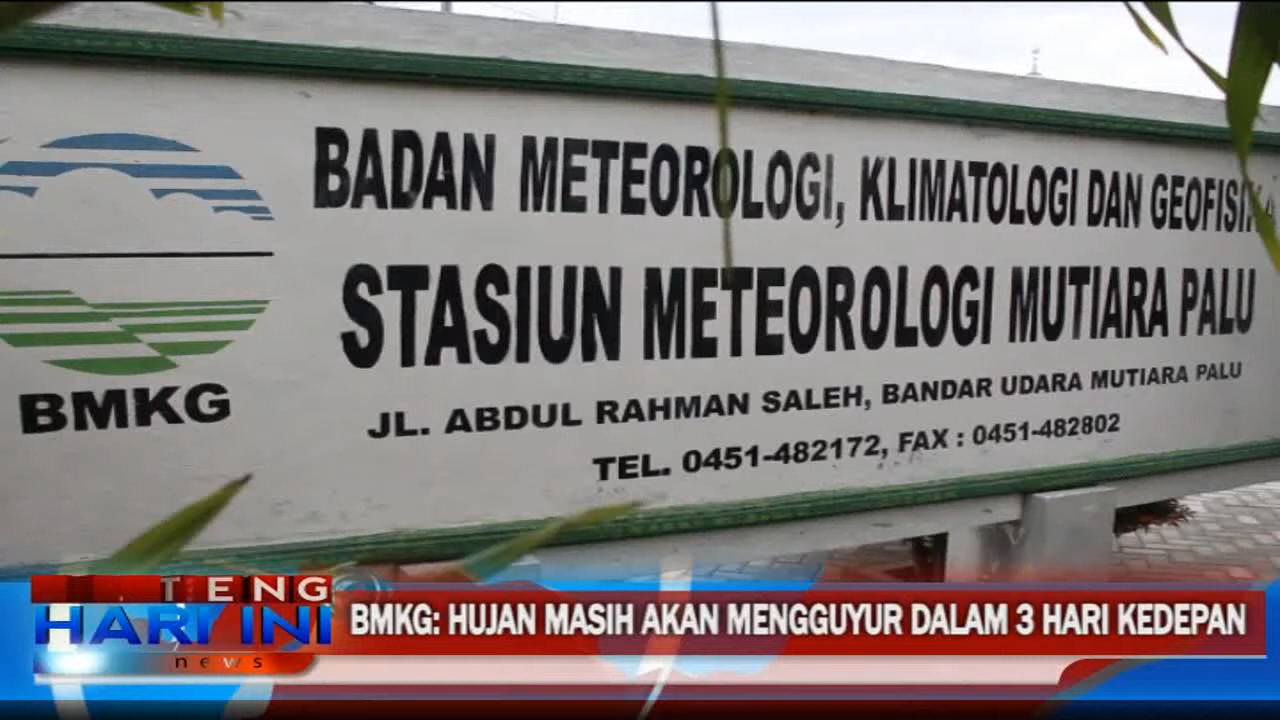 BADAN METEOROLOGI, KLIMATOLOGI DAN GEOFISIKA
STASIUN METEOROLOGI MUTIARA PALU
JL. ABDUL RAHMAN SALEH, BANDAR UDARA MUTIARA PALU
TEL. 0451-482172, FAX : 0451-482802
BMKG
TENG
HARI INI
news
BMKG: HUJAN MASIH AKAN MENGGUYUR DALAM 3 HARI KEDEPAN